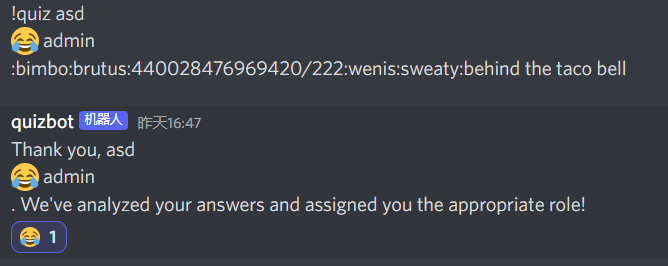 !quiz asd
😂 admin
:bimbo:brutus:440028476969420/222:wenis:sweaty:behind the taco bell
quizbot 机器人 昨天16:47
Thank you, asd
😂 admin
. We've analyzed your answers and assigned you the appropriate role!
😂 1